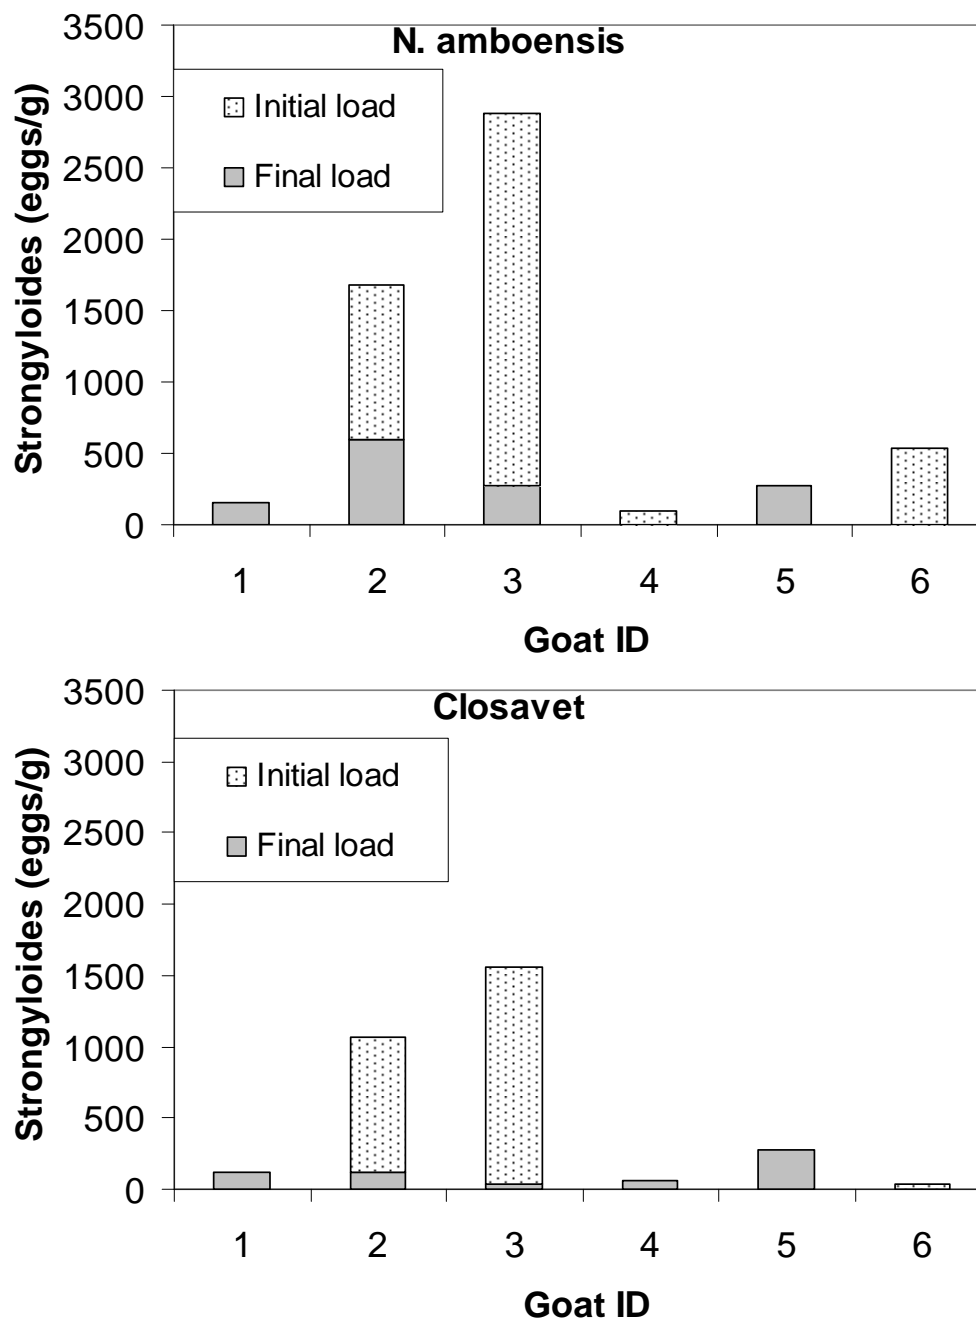 N. amboensis
Strongyloides (eggs/g)
3500
3000
2500
2000
1500
1000
500
0
Initial load
Final load
1 2 3 4 5 6
Goat ID
Closavet
Strongyloides (eggs/g)
3500
3000
2500
2000
1500
1000
500
0
Initial load
Final load
1 2 3 4 5 6
Goat ID